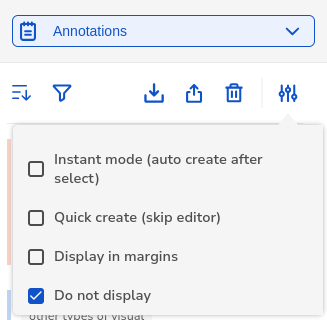 Annotations
Instant mode (auto create after
select)
Quick create (skip editor)
Display in margins
Do not display
other types of visual